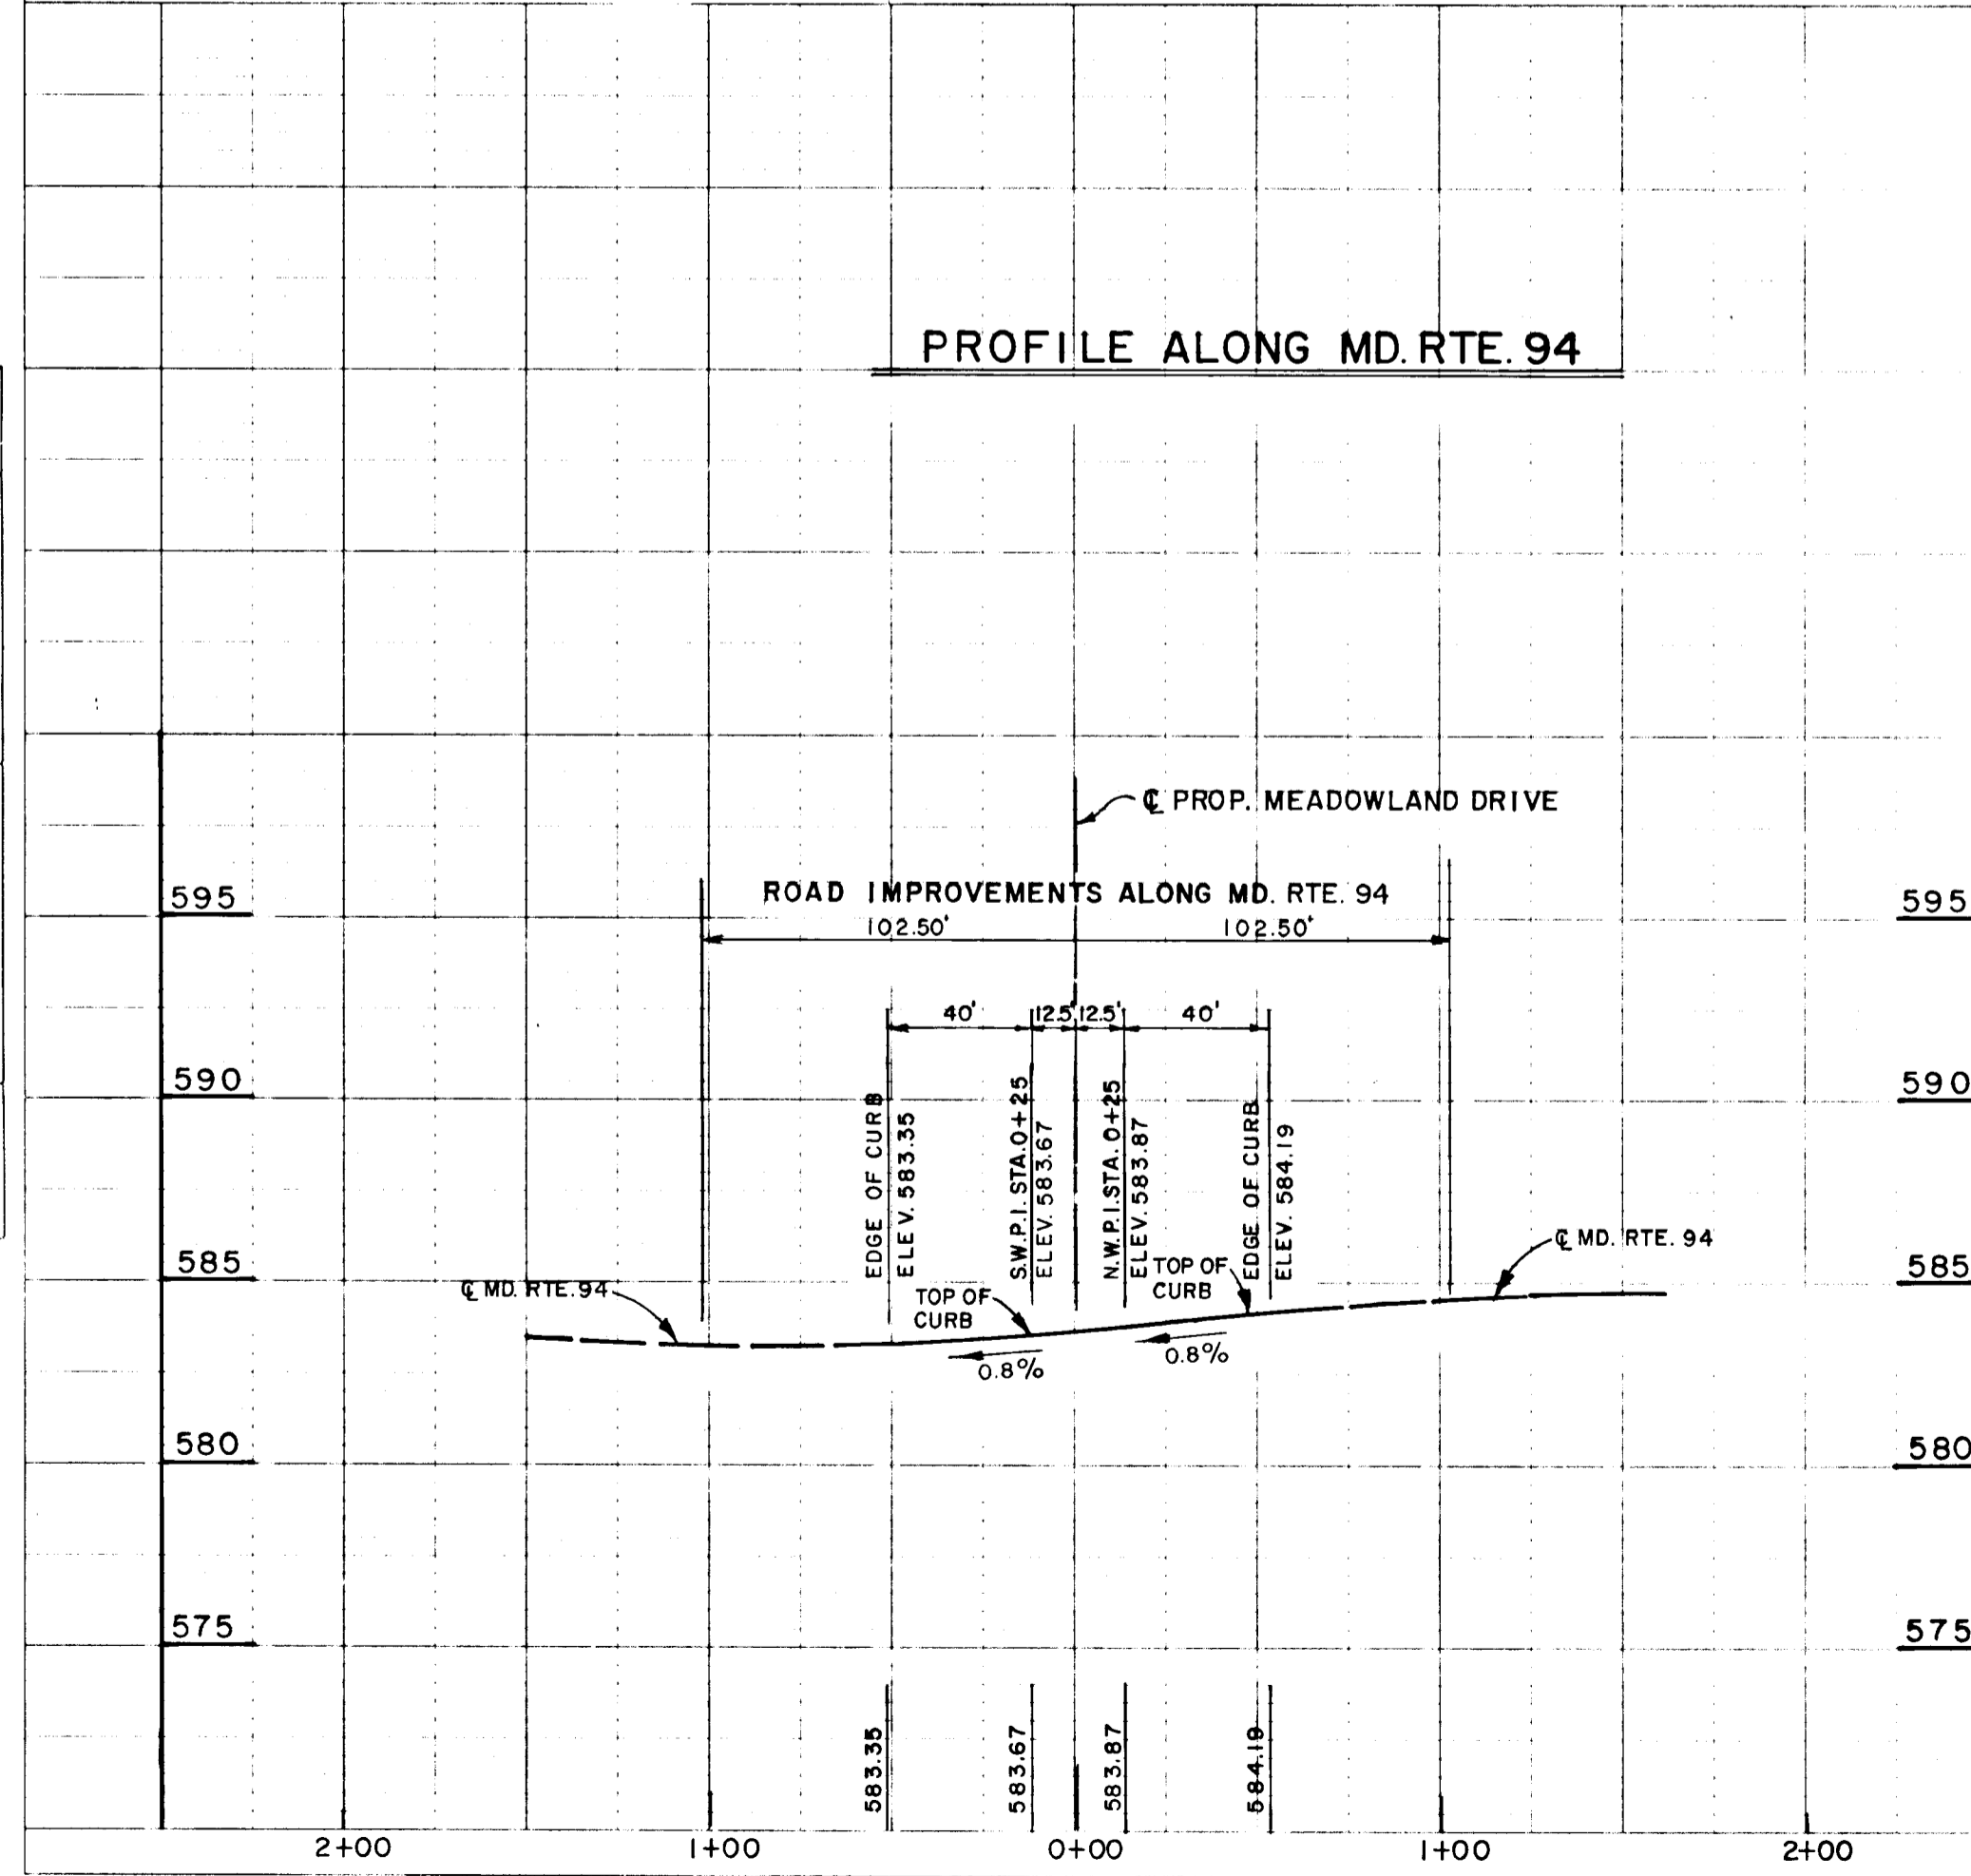 PROFILE ALONG MD. RTE. 94
℄ PROP. MEADOWLAND DRIVE
ROAD IMPROVEMENTS ALONG MD. RTE. 94
102.50' 102.50'
595 595
40' 12.5' 12.5' 40'
590 590
EDGE OF CURB
ELEV. 583.35
S.W.P.I. STA. 0+25
ELEV. 583.67
N.W.P.I. STA. 0+25
ELEV. 583.87
EDGE OF CURB
ELEV. 584.19
585 585
℄ MD. RTE. 94
TOP OF
CURB
TOP OF
CURB
℄ MD. RTE. 94
0.8%
0.8%
580 580
575 575
583.35
583.67
583.87
584.19
2+00 1+00 0+00 1+00 2+00